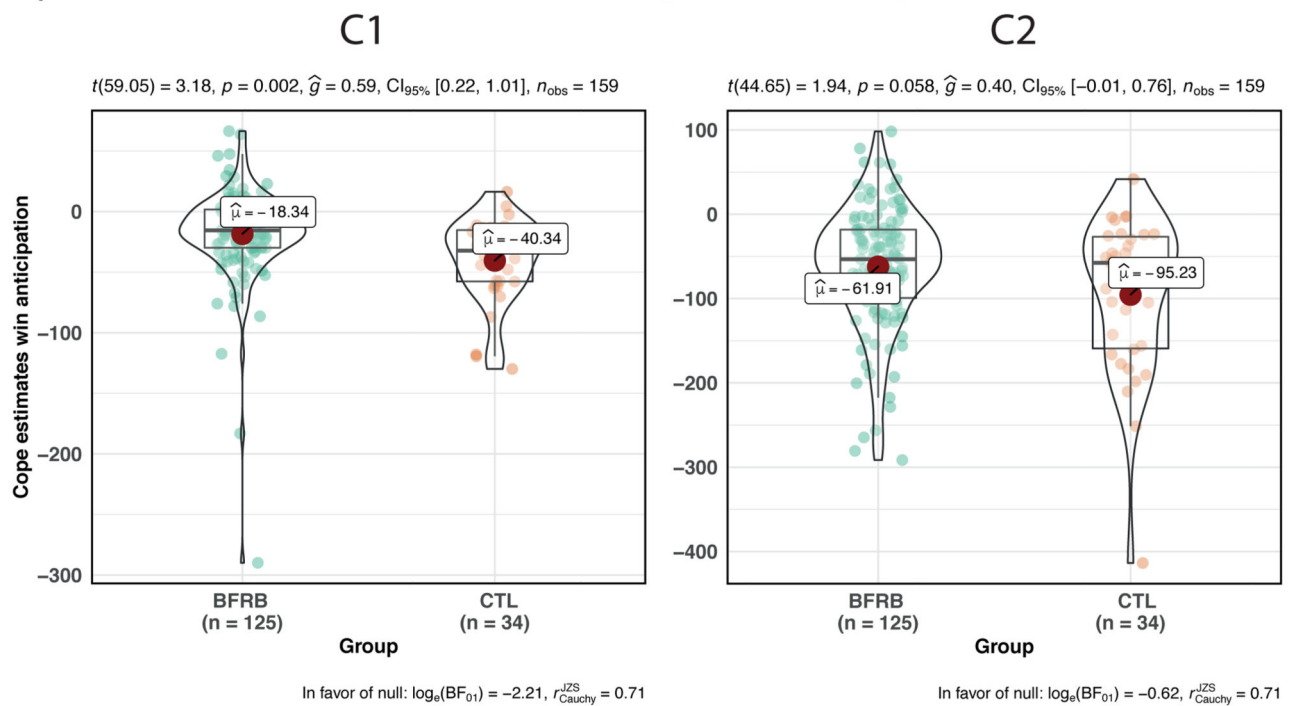 C1
t(59.05) = 3.18, p = 0.002, ĝ = 0.59, CI95% [0.22, 1.01], nobs = 159
Cope estimates win anticipation
0
−100
−200
−300
μ̂ = −18.34
μ̂ = −40.34
BFRB
(n = 125)
CTL
(n = 34)
Group
In favor of null: loge(BF01) = −2.21, rJZSCauchy = 0.71
C2
t(44.65) = 1.94, p = 0.058, ĝ = 0.40, CI95% [−0.01, 0.76], nobs = 159
100
0
−100
−200
−300
−400
μ̂ = −61.91
μ̂ = −95.23
BFRB
(n = 125)
CTL
(n = 34)
Group
In favor of null: loge(BF01) = −0.62, rJZSCauchy = 0.71